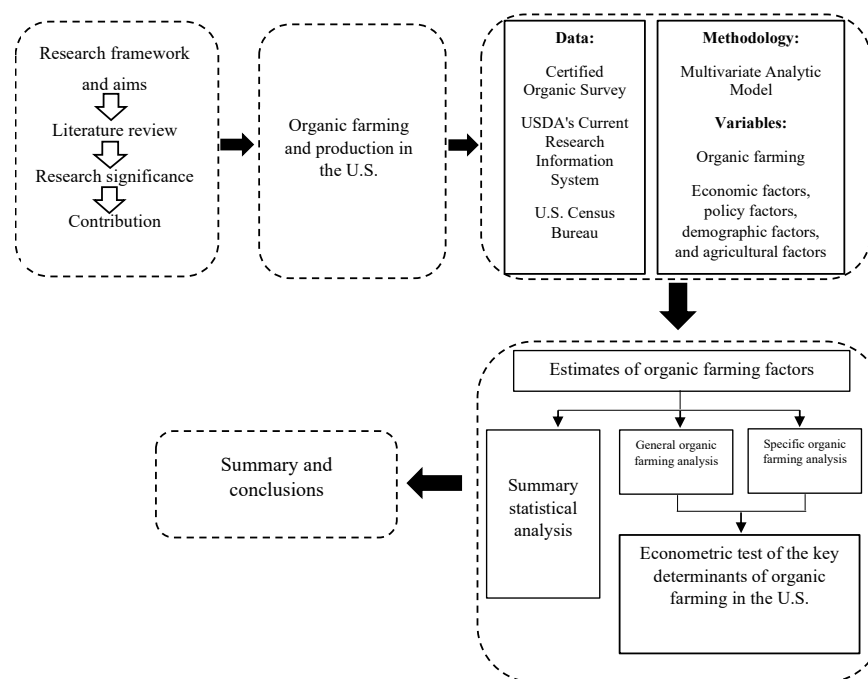 Research framework
and aims
Literature review
Research significance
Contribution
Organic farming
and production in
the U.S.
Data:
Certified
Organic Survey
USDA's Current
Research
Information
System
U.S. Census
Bureau
Methodology:
Multivariate Analytic
Model
Variables:
Organic farming
Economic factors,
policy factors,
demographic factors,
and agricultural factors
Estimates of organic farming factors
Summary
statistical
analysis
General organic
farming analysis
Specific organic
farming analysis
Econometric test of the key
determinants of organic
farming in the U.S.
Summary and
conclusions